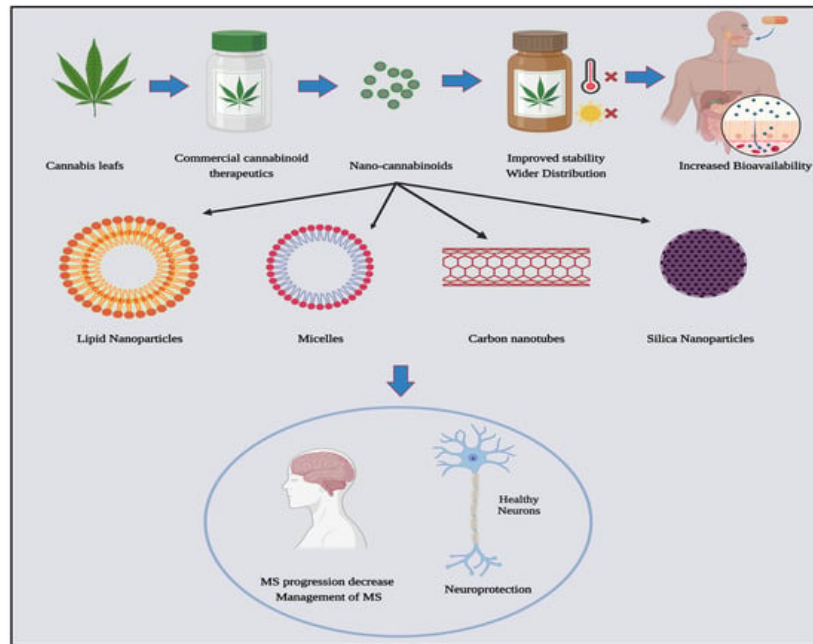 Cannabis leafs
Commercial cannabinoid
therapeutics
Nano-cannabinoids
Improved stability
Wider Distribution
Increased Bioavailability
Lipid Nanoparticles
Micelles
Carbon nanotubes
Silica Nanoparticles
MS progression decrease
Management of MS
Healthy
Neurons
Neuroprotection